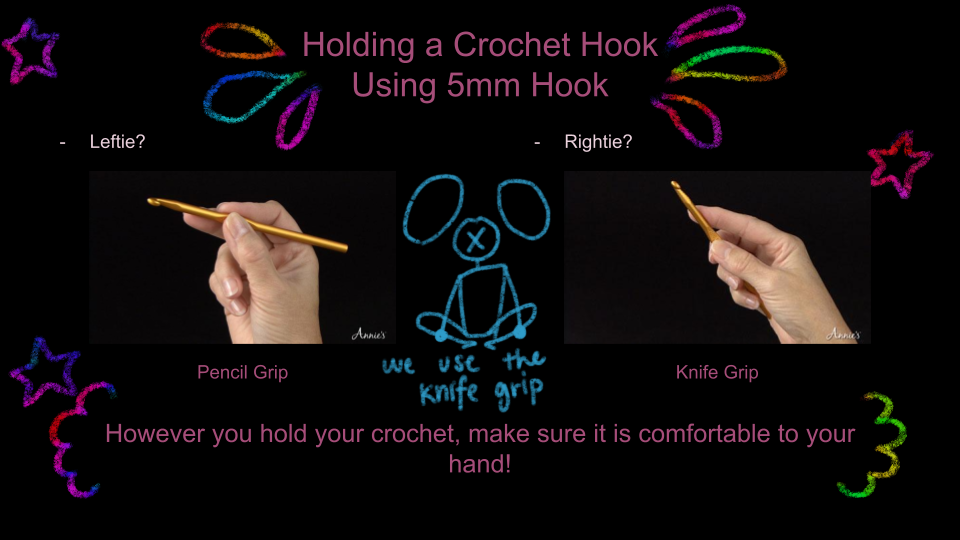 Holding a Crochet Hook
Using 5mm Hook
- Leftie?
- Rightie?
X
Annie's
Annie's
Pencil Grip
we use the
knife grip
Knife Grip
However you hold your crochet, make sure it is comfortable to your
hand!